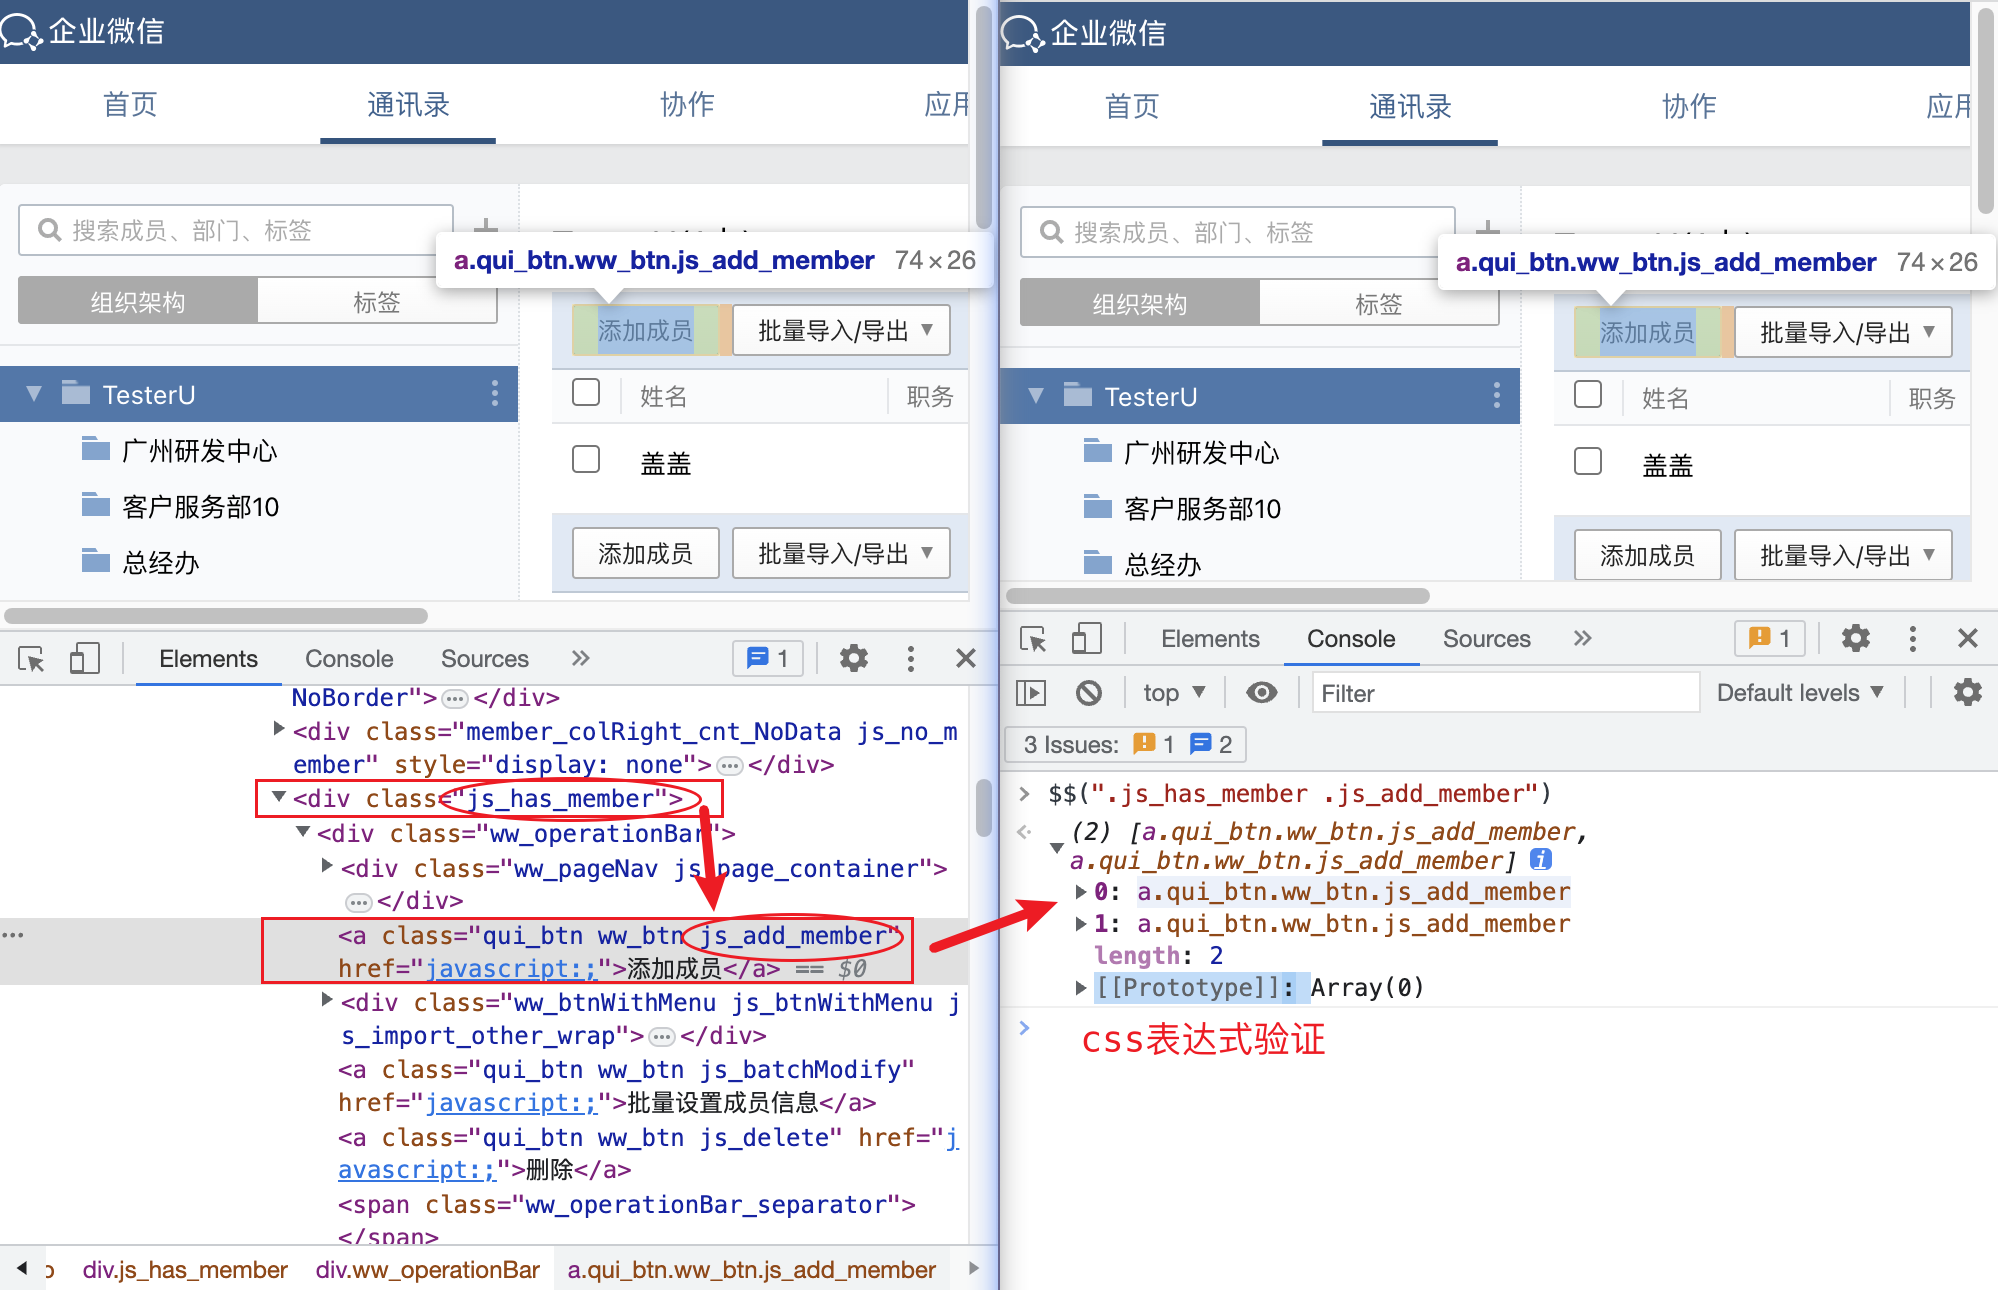 企业微信
首页
通讯录
协作
应用
搜索成员、部门、标签
a.qui_btn.ww_btn.js_add_member 74×26
组织架构
标签
添加成员
批量导入/导出
TesterU
姓名
职务
广州研发中心
盖盖
客户服务部10
总经办
添加成员
批量导入/导出
Elements
Console
Sources
1
NoBorder">…</div>
<div class="member_colRight_cnt_NoData js_no_m
ember" style="display: none">…</div>
<div class="js_has_member">
<div class="ww_operationBar">
<div class="ww_pageNav js_page_container">
…</div>
<a class="qui_btn ww_btn js_add_member"
href="javascript:;">添加成员</a> == $0
<div class="ww_btnWithMenu js_btnWithMenu j
s_import_other_wrap">…</div>
<a class="qui_btn ww_btn js_batchModify"
href="javascript:;">批量设置成员信息</a>
<a class="qui_btn ww_btn js_delete" href="j
avascript:;">删除</a>
<span class="ww_operationBar_separator">
</span>
div.js_has_member
div.ww_operationBar
a.qui_btn.ww_btn.js_add_member
企业微信
首页
通讯录
协作
应用
搜索成员、部门、标签
a.qui_btn.ww_btn.js_add_member 74×26
组织架构
标签
添加成员
批量导入/导出
TesterU
姓名
职务
广州研发中心
盖盖
客户服务部10
总经办
添加成员
批量导入/导出
Elements
Console
Sources
1
top
Filter
Default levels
3 Issues: 1 2
$$(".js_has_member .js_add_member")
(2) [a.qui_btn.ww_btn.js_add_member,
a.qui_btn.ww_btn.js_add_member]
0: a.qui_btn.ww_btn.js_add_member
1: a.qui_btn.ww_btn.js_add_member
length: 2
[[Prototype]]: Array(0)
css表达式验证